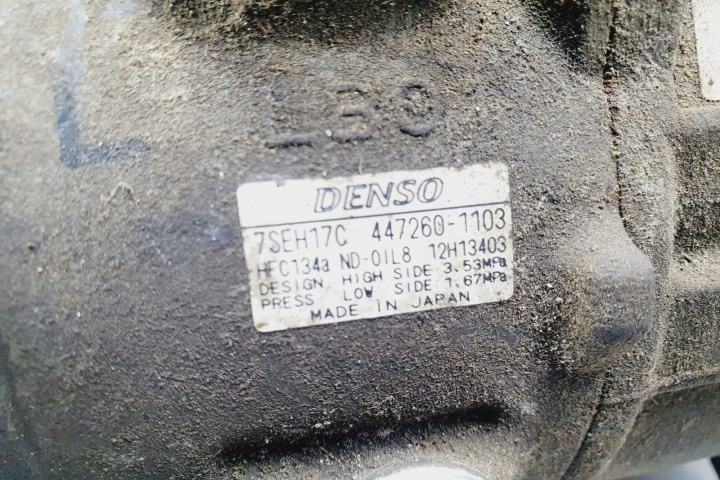 L
L39
DENSO
7SEH17C 447260-1103
HFC134a ND-OIL8 12H13403
DESIGN HIGH SIDE 3.53MPa
PRESS LOW SIDE 1.67MPa
MADE IN JAPAN